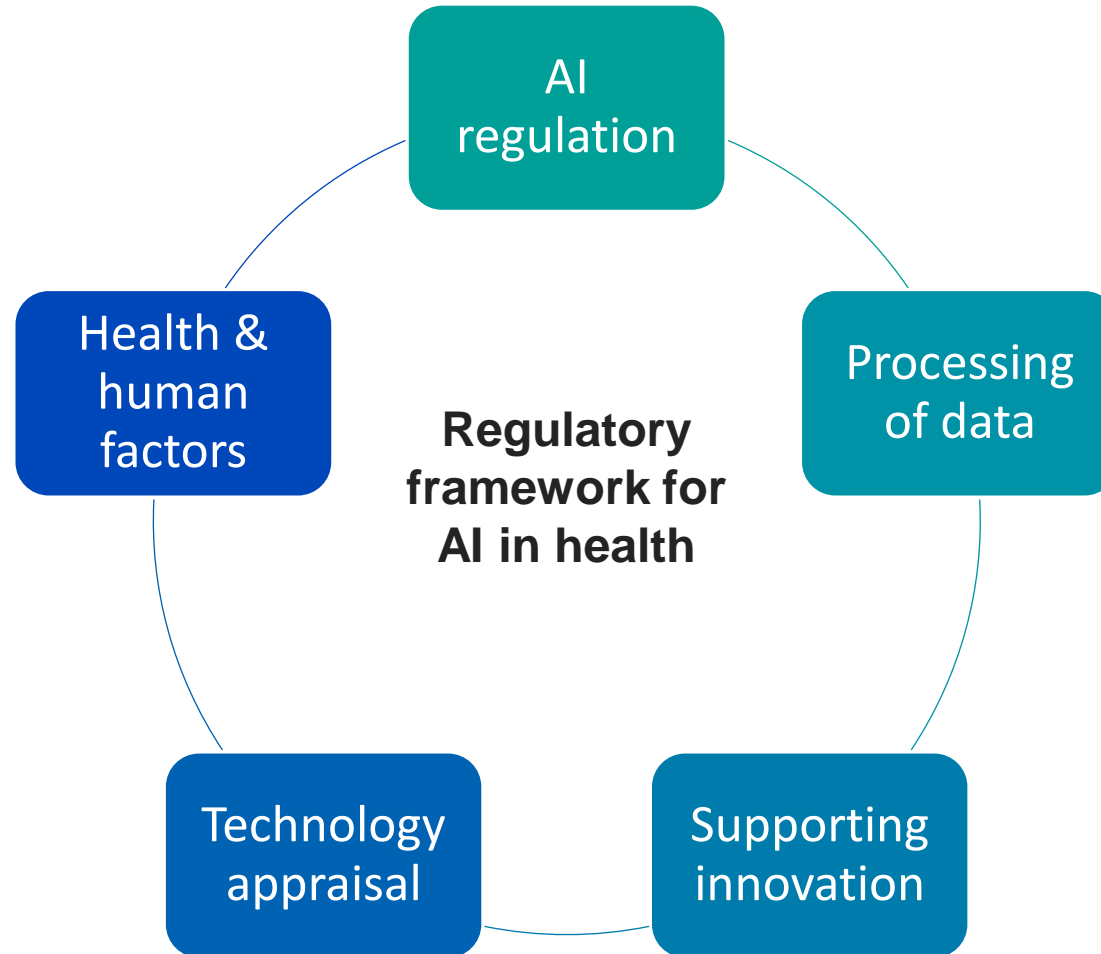 AI
regulation
Health &
human
factors
Processing
of data
Regulatory
framework for
AI in health
Technology
appraisal
Supporting
innovation